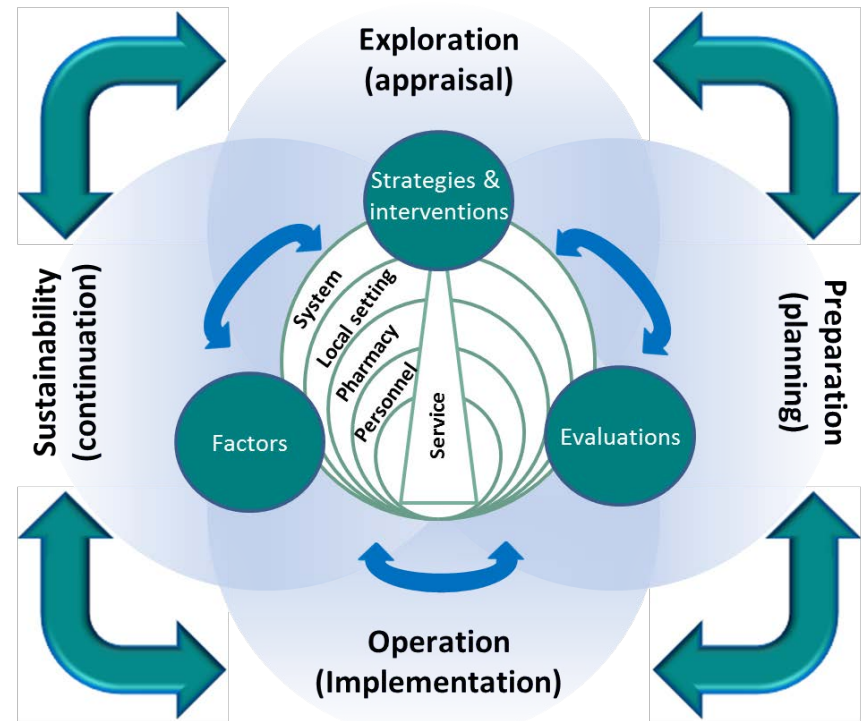 Exploration
(appraisal)
Strategies &
interventions
System
Local setting
Pharmacy
Personnel
Service
Factors
Evaluations
Sustainability
(continuation)
Preparation
(planning)
Operation
(Implementation)